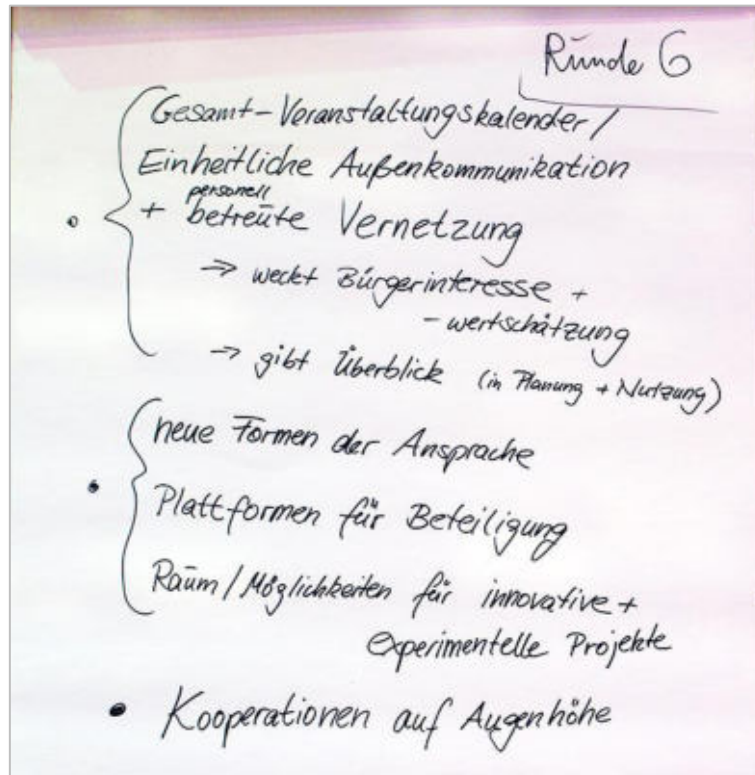 Runde 6
Gesamt-Veranstaltungskalender /
Einheitliche Außenkommunikation
personell
+ betreute Vernetzung
⇒ weckt Bürgerinteresse +
- wertschätzung
→ gibt Überblick (in Planung + Nutzung)
neue Formen der Ansprache
Plattformen für Beteiligung
Raum / Möglichkeiten für innovative +
experimentelle Projekte
• Kooperationen auf Augenhöhe